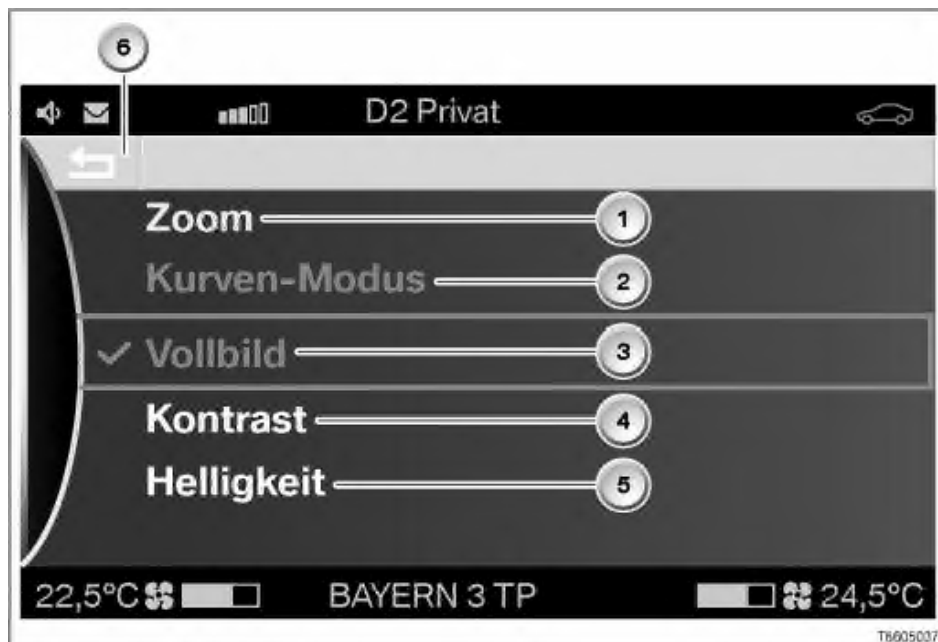 6
D2 Privat
Zoom 1
Kurven-Modus 2
Vollbild 3
Kontrast 4
Helligkeit 5
22,5°C BAYERN 3 TP 24,5°C
T6605037